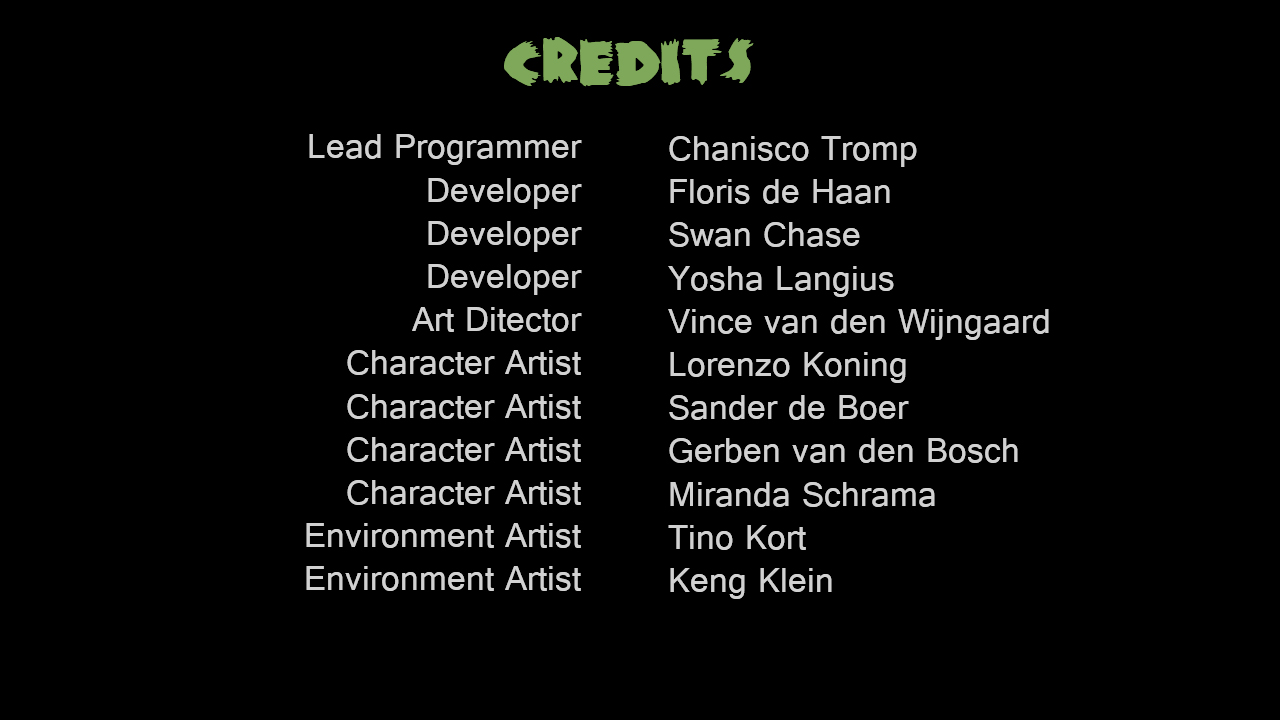 CREDITS
Lead Programmer Chanisco Tromp
Developer Floris de Haan
Developer Swan Chase
Developer Yosha Langius
Art Ditector Vince van den Wijngaard
Character Artist Lorenzo Koning
Character Artist Sander de Boer
Character Artist Gerben van den Bosch
Character Artist Miranda Schrama
Environment Artist Tino Kort
Environment Artist Keng Klein